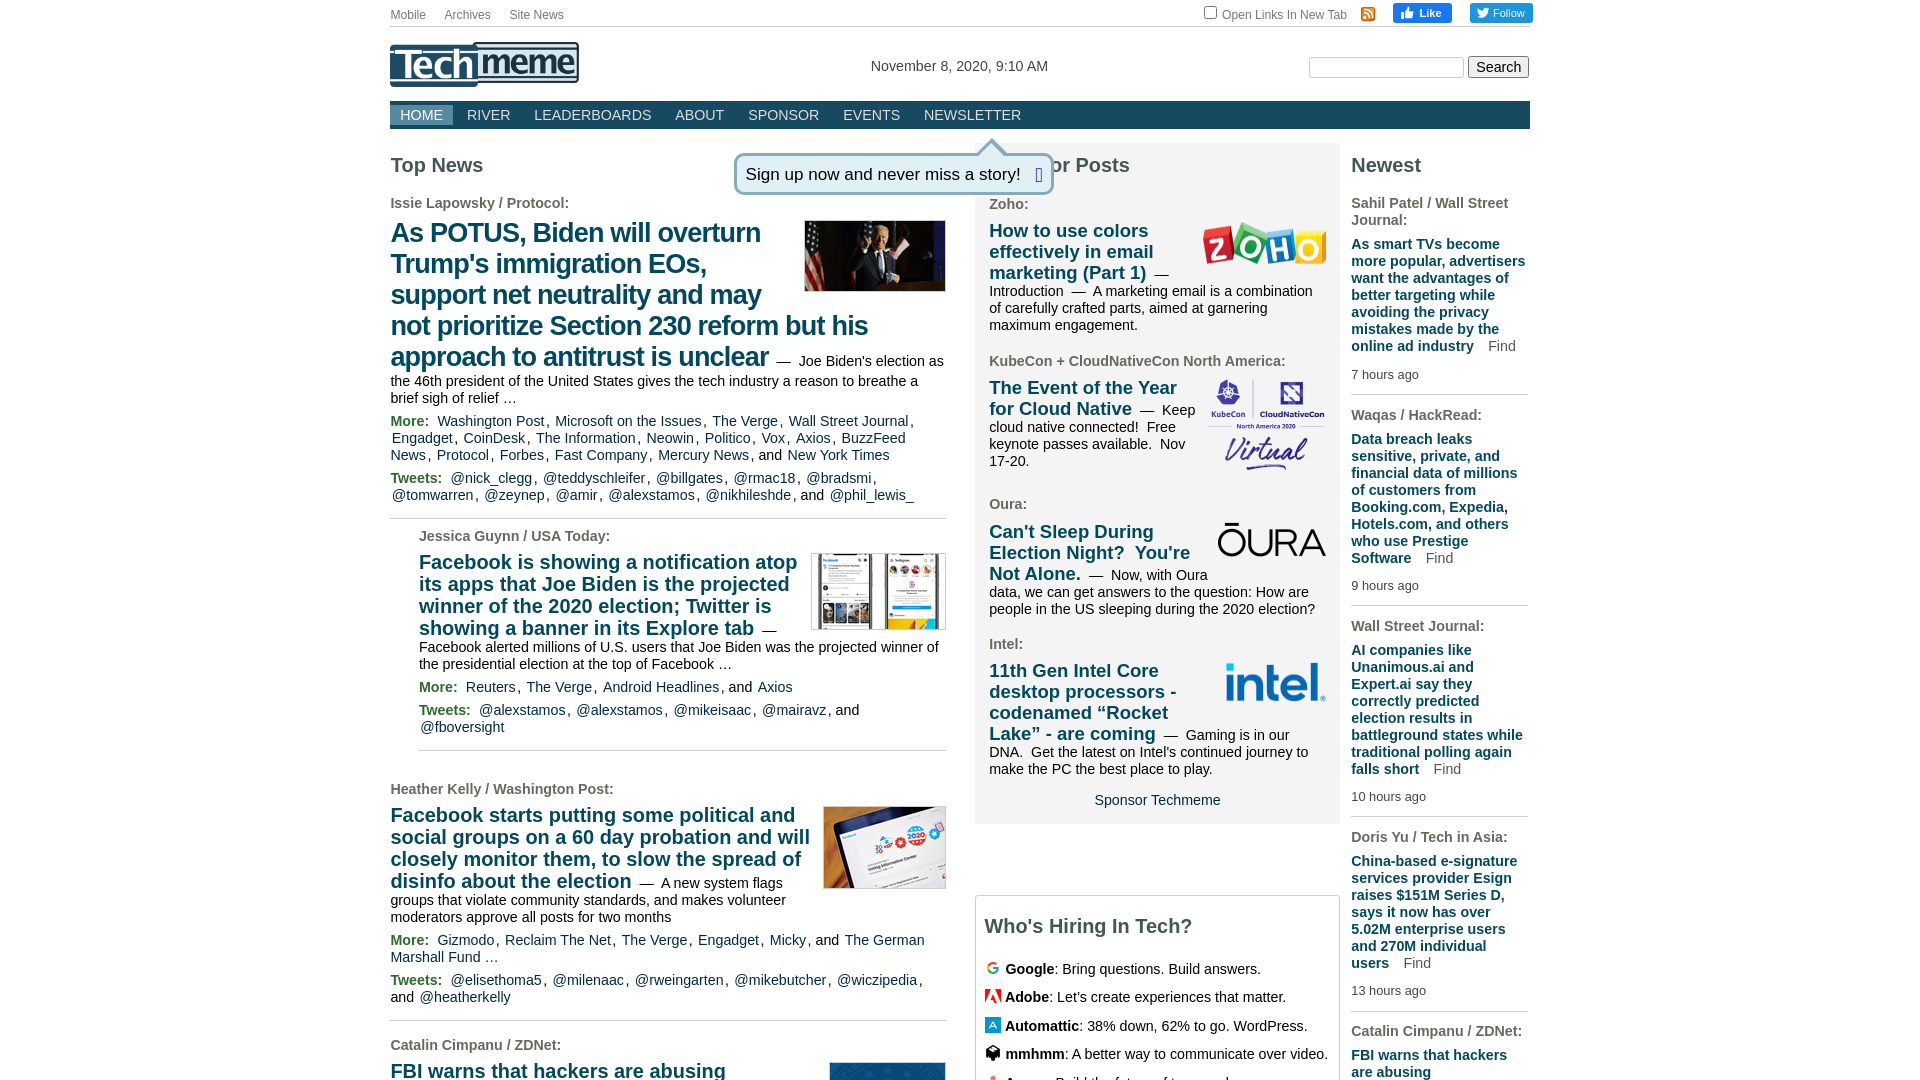 Mobile Archives Site News
Open Links In New Tab
Like
Follow
Techmeme
November 8, 2020, 9:10 AM
Search
HOME RIVER LEADERBOARDS ABOUT SPONSOR EVENTS NEWSLETTER
Sign up now and never miss a story!
Top News
Issie Lapowsky / Protocol:
As POTUS, Biden will overturn
Trump's immigration EOs,
support net neutrality and may
not prioritize Section 230 reform but his
approach to antitrust is unclear — Joe Biden's election as
the 46th president of the United States gives the tech industry a reason to breathe a
brief sigh of relief …
More: Washington Post, Microsoft on the Issues, The Verge, Wall Street Journal,
Engadget, CoinDesk, The Information, Neowin, Politico, Vox, Axios, BuzzFeed
News, Protocol, Forbes, Fast Company, Mercury News, and New York Times
Tweets: @nick_clegg, @teddyschleifer, @billgates, @rmac18, @bradsmi,
@tomwarren, @zeynep, @amir, @alexstamos, @nikhileshde, and @phil_lewis_
Jessica Guynn / USA Today:
Facebook is showing a notification atop
its apps that Joe Biden is the projected
winner of the 2020 election; Twitter is
showing a banner in its Explore tab —
Facebook alerted millions of U.S. users that Joe Biden was the projected winner of
the presidential election at the top of Facebook …
More: Reuters, The Verge, Android Headlines, and Axios
Tweets: @alexstamos, @alexstamos, @mikeisaac, @mairavz, and
@fboversight
Heather Kelly / Washington Post:
Facebook starts putting some political and
social groups on a 60 day probation and will
closely monitor them, to slow the spread of
disinfo about the election — A new system flags
groups that violate community standards, and makes volunteer
moderators approve all posts for two months
More: Gizmodo, Reclaim The Net, The Verge, Engadget, Micky, and The German
Marshall Fund …
Tweets: @elisethoma5, @milenaac, @rweingarten, @mikebutcher, @wiczipedia,
and @heatherkelly
Catalin Cimpanu / ZDNet:
FBI warns that hackers are abusing
or Posts
Zoho:
How to use colors
effectively in email
marketing (Part 1) —
Introduction — A marketing email is a combination
of carefully crafted parts, aimed at garnering
maximum engagement.
ZOHO
KubeCon + CloudNativeCon North America:
The Event of the Year
for Cloud Native — Keep
cloud native connected! Free
keynote passes available. Nov
17-20.
KubeCon CloudNativeCon
North America 2020
Virtual
Oura:
Can't Sleep During
Election Night? You're
Not Alone. — Now, with Oura
data, we can get answers to the question: How are
people in the US sleeping during the 2020 election?
ŌURA
Intel:
11th Gen Intel Core
desktop processors -
codenamed “Rocket
Lake” - are coming — Gaming is in our
DNA. Get the latest on Intel's continued journey to
make the PC the best place to play.
intel®
Sponsor Techmeme
Who's Hiring In Tech?
Google: Bring questions. Build answers.
Adobe: Let’s create experiences that matter.
Automattic: 38% down, 62% to go. WordPress.
mmhmm: A better way to communicate over video.
Newest
Sahil Patel / Wall Street
Journal:
As smart TVs become
more popular, advertisers
want the advantages of
better targeting while
avoiding the privacy
mistakes made by the
online ad industry Find
7 hours ago
Waqas / HackRead:
Data breach leaks
sensitive, private, and
financial data of millions
of customers from
Booking.com, Expedia,
Hotels.com, and others
who use Prestige
Software Find
9 hours ago
Wall Street Journal:
AI companies like
Unanimous.ai and
Expert.ai say they
correctly predicted
election results in
battleground states while
traditional polling again
falls short Find
10 hours ago
Doris Yu / Tech in Asia:
China-based e-signature
services provider Esign
raises $151M Series D,
says it now has over
5.02M enterprise users
and 270M individual
users Find
13 hours ago
Catalin Cimpanu / ZDNet:
FBI warns that hackers
are abusing